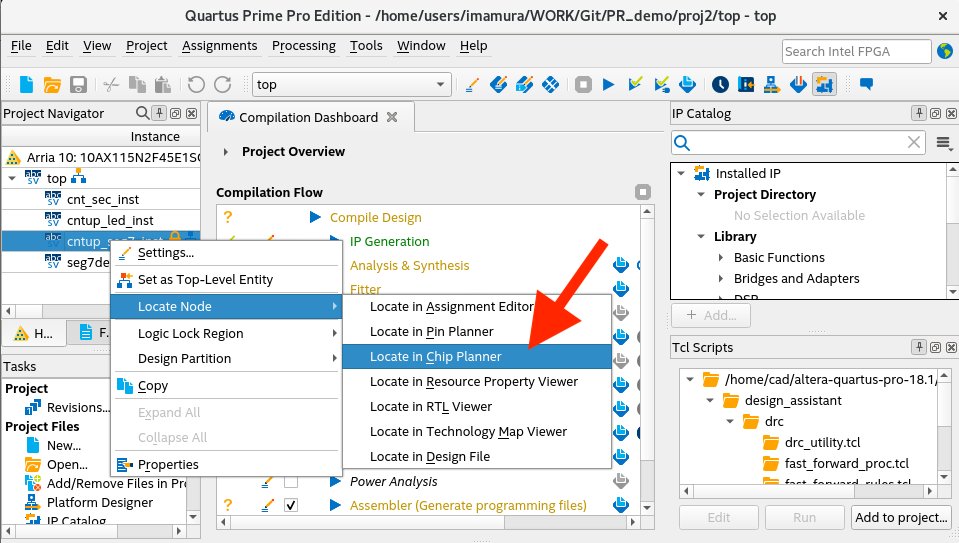 Quartus Prime Pro Edition - /home/users/imamura/WORK/Git/PR_demo/proj2/top - top
File Edit View Project Assignments Processing Tools Window Help
Search Intel FPGA
top
Project Navigator
Instance
Arria 10: 10AX115N2F45E1SG
top
cnt_sec_inst
cntup_led_inst
cntup_seg7_inst
seg7de
H...
F.
Tasks
Project
Revisions...
Project Files
New...
Open...
Add/Remove Files in Pro
Platform Designer
IP Catalog
Compilation Dashboard
Project Overview
Compilation Flow
Compile Design
IP Generation
Analysis & Synthesis
Fitter
Power Analysis
Assembler (Generate programming files)
Settings...
Set as Top-Level Entity
Locate Node
Logic Lock Region
Design Partition
Copy
Expand All
Collapse All
Properties
Locate in Assignment Editor
Locate in Pin Planner
Locate in Chip Planner
Locate in Resource Property Viewer
Locate in RTL Viewer
Locate in Technology Map Viewer
Locate in Design File
IP Catalog
Installed IP
Project Directory
No Selection Available
Library
Basic Functions
Bridges and Adapters
DSP
+ Add...
Tcl Scripts
/home/cad/altera-quartus-pro-18.1/
design_assistant
drc
drc_utility.tcl
fast_forward_proc.tcl
fast_forward_rules.tcl
Edit
Run
Add to project...